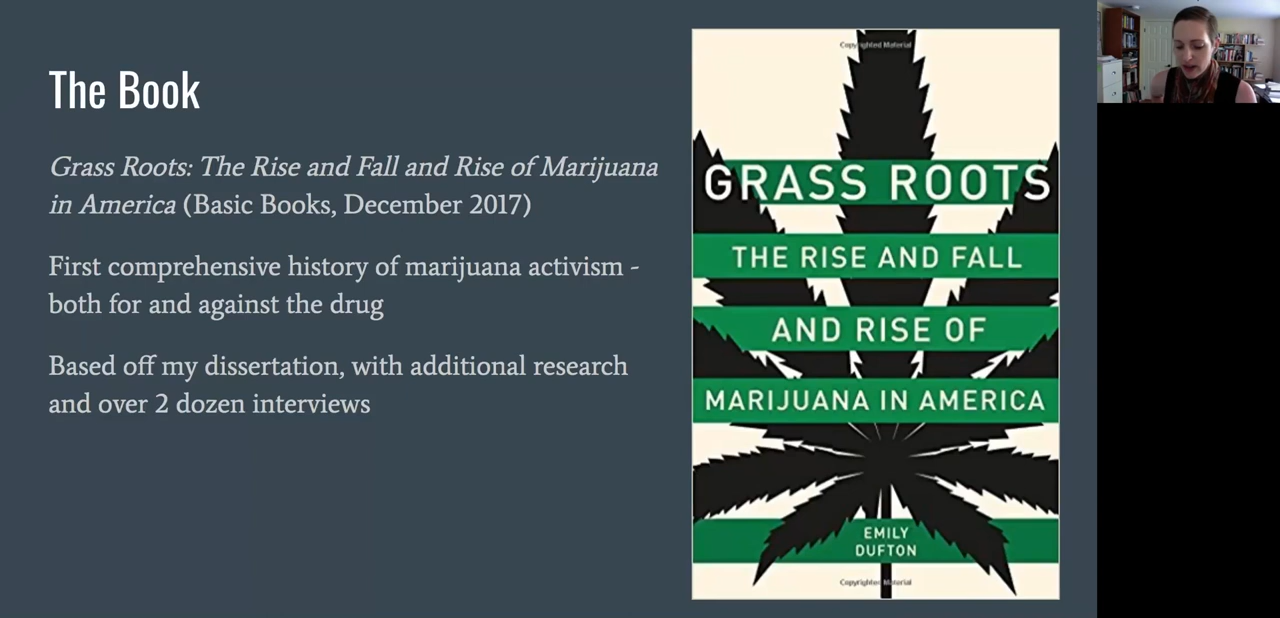 The Book
Grass Roots: The Rise and Fall and Rise of Marijuana
in America (Basic Books, December 2017)
First comprehensive history of marijuana activism -
both for and against the drug
Based off my dissertation, with additional research
and over 2 dozen interviews
Copyrighted Material
GRASS ROOTS
THE RISE AND FALL
AND RISE OF
MARIJUANA IN AMERICA
EMILY
DUFTON
Copyrighted Material